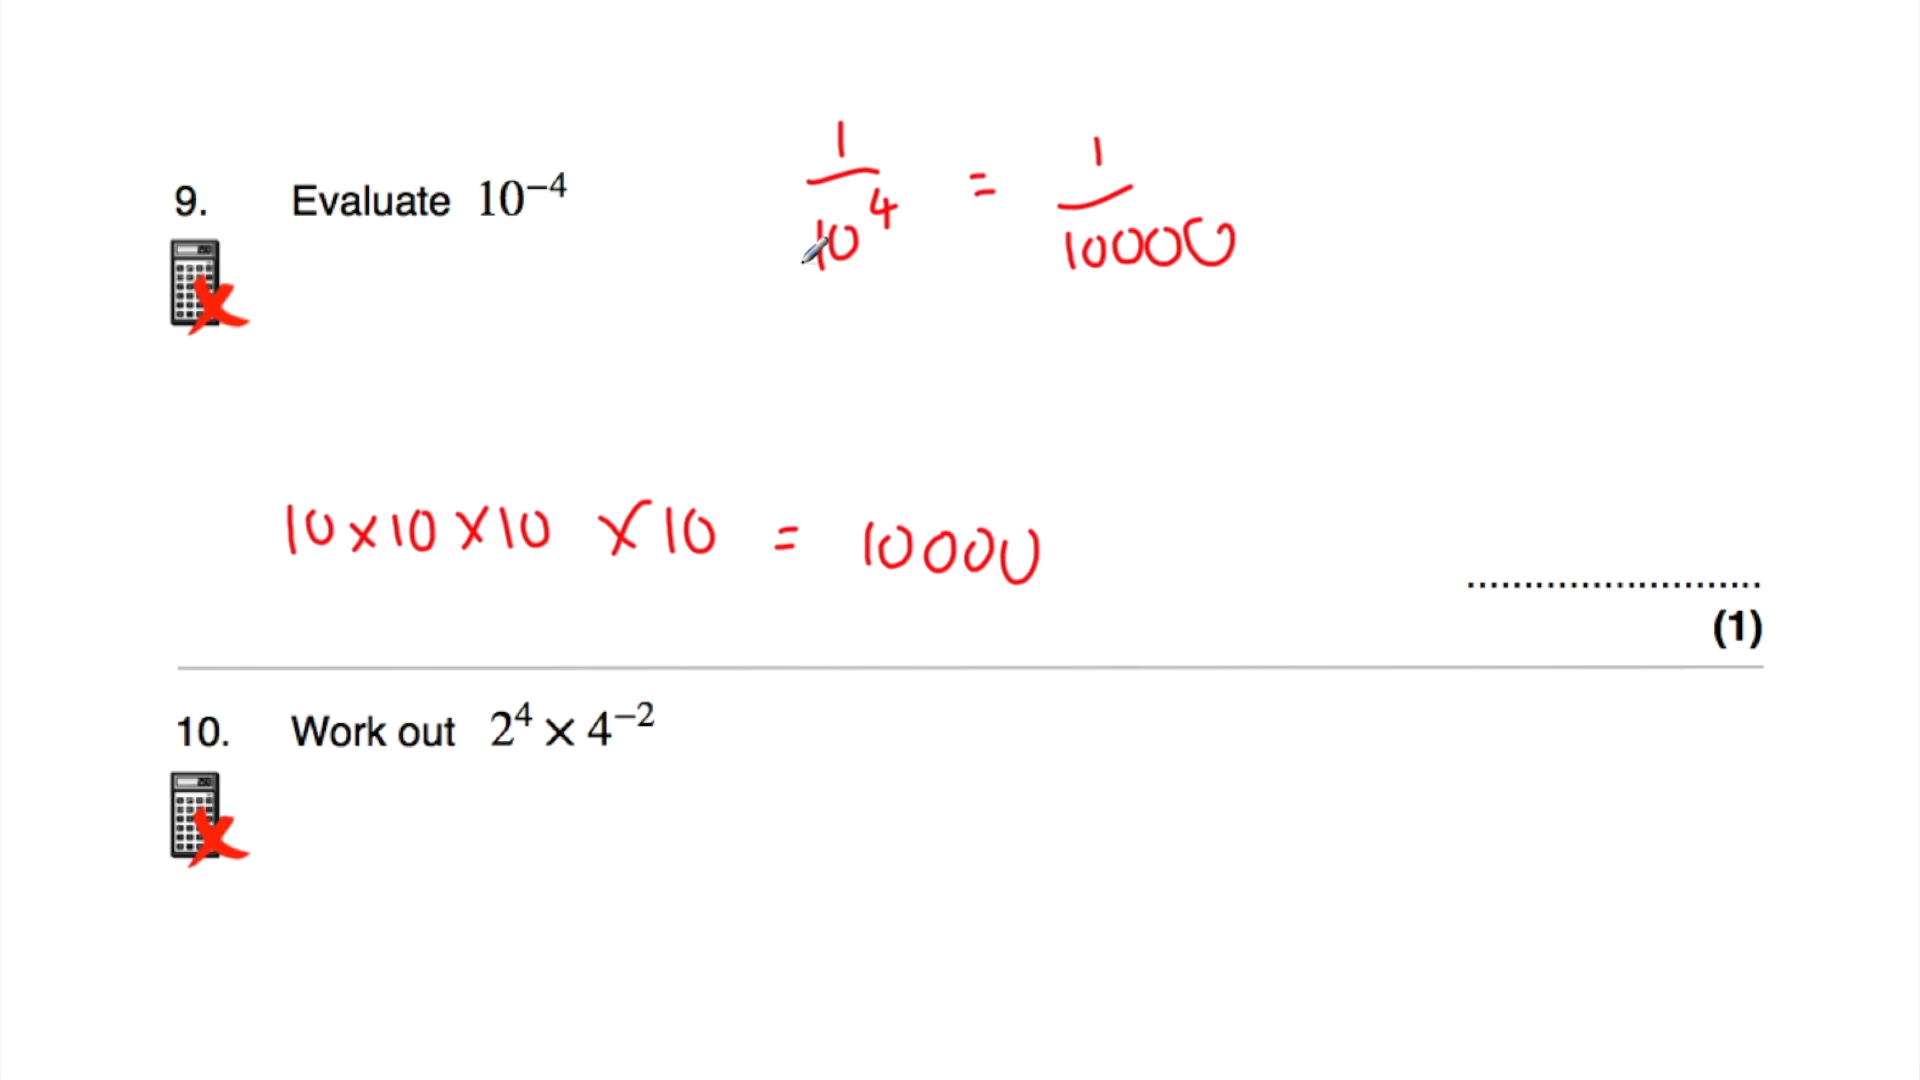 9. Evaluate 10⁻⁴ 1/10⁴ = 1/10000
10 × 10 × 10 × 10 = 10000
...........................
(1)
10. Work out 2⁴ × 4⁻²